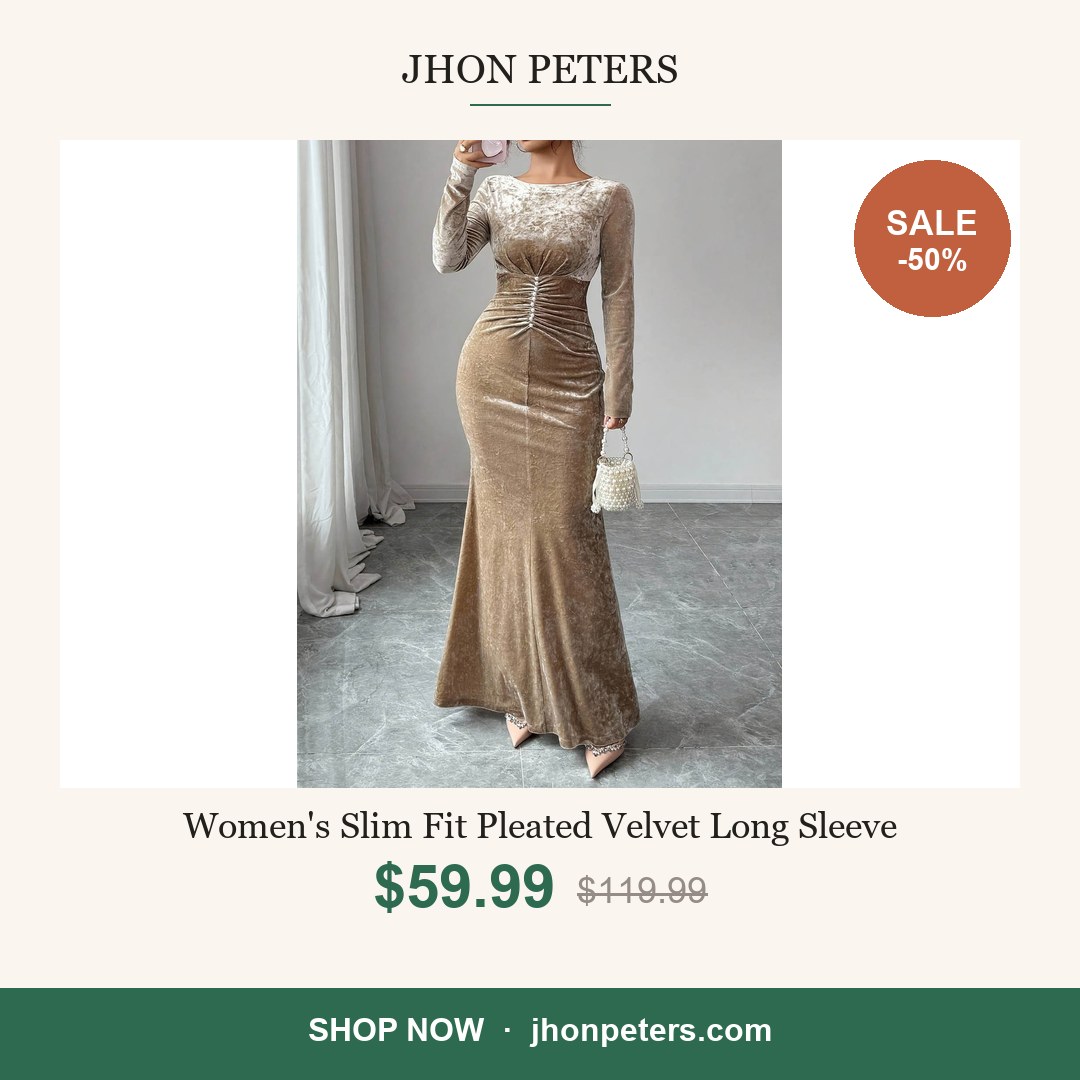 JHON PETERS
SALE
-50%
Women's Slim Fit Pleated Velvet Long Sleeve
$59.99 $119.99
SHOP NOW · jhonpeters.com